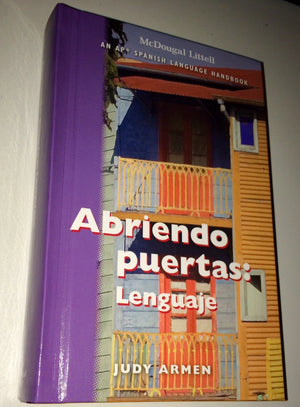 McDougal Littell
AN AP* SPANISH LANGUAGE HANDBOOK
Abriendo
puertas:
Lenguaje
JUDY ARMEN